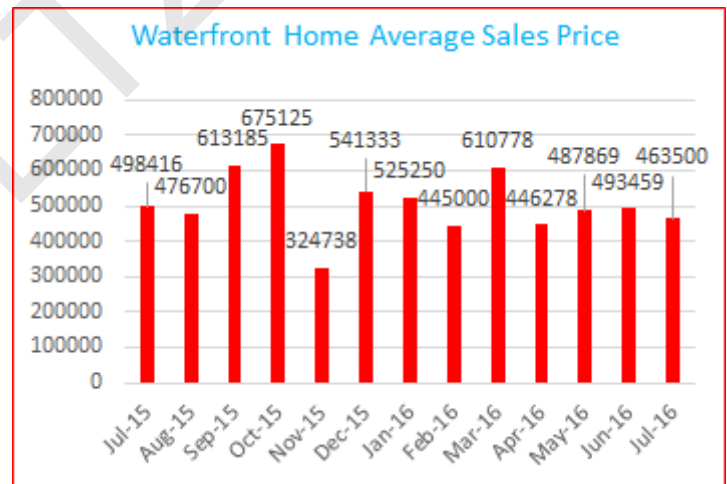 Waterfront Home Average Sales Price
800000
700000
600000
500000
400000
300000
200000
100000
0
498416
476700
613185
675125
324738
541333
525250
445000
610778
446278
487869
493459
463500
Jul-15
Aug-15
Sep-15
Oct-15
Nov-15
Dec-15
Jan-16
Feb-16
Mar-16
Apr-16
May-16
Jun-16
Jul-16